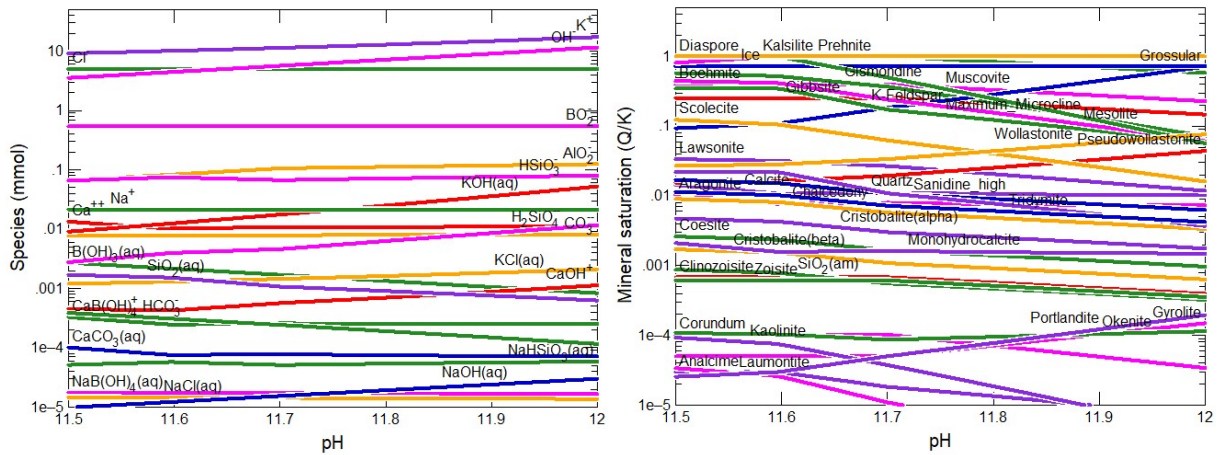 10
1
.1
.01
.001
1e–4
1e–5
Species (mmol)
11.5
11.6
11.7
11.8
11.9
12
pH
OH⁻ K⁺
Cl⁻
BO₂⁻
AlO₂⁻
HSiO₃⁻
KOH(aq)
Na⁺
Ca⁺⁺
H₂SiO₄ CO₃
B(OH)₃(aq)
SiO₂(aq)
KCl(aq)
CaOH⁺
CaB(OH)₄⁺ HCO₃⁻
CaCO₃(aq)
NaHSiO₃(aq)
NaOH(aq)
NaB(OH)₄(aq) NaCl(aq)
1
.1
.01
.001
1e–4
1e–5
Mineral saturation (Q/K)
11.5
11.6
11.7
11.8
11.9
12
pH
Diaspore Ice Kalsilite Prehnite
Grossular
Boehmite
Gismondine
Muscovite
Gibbsite
K-Feldspar
Maximum Microcline
Scolecite
Mesolite
Wollastonite
Pseudowollastonite
Lawsonite
Calcite
Quartz
Sanidine_high
Aragonite
Chalcedony
Tridymite
Coesite
Cristobalite(alpha)
Cristobalite(beta)
Monohydrocalcite
Clinozoisite Zoisite SiO₂(am)
Portlandite
Okenite
Gyrolite
Corundum
Kaolinite
Analcime Laumontite